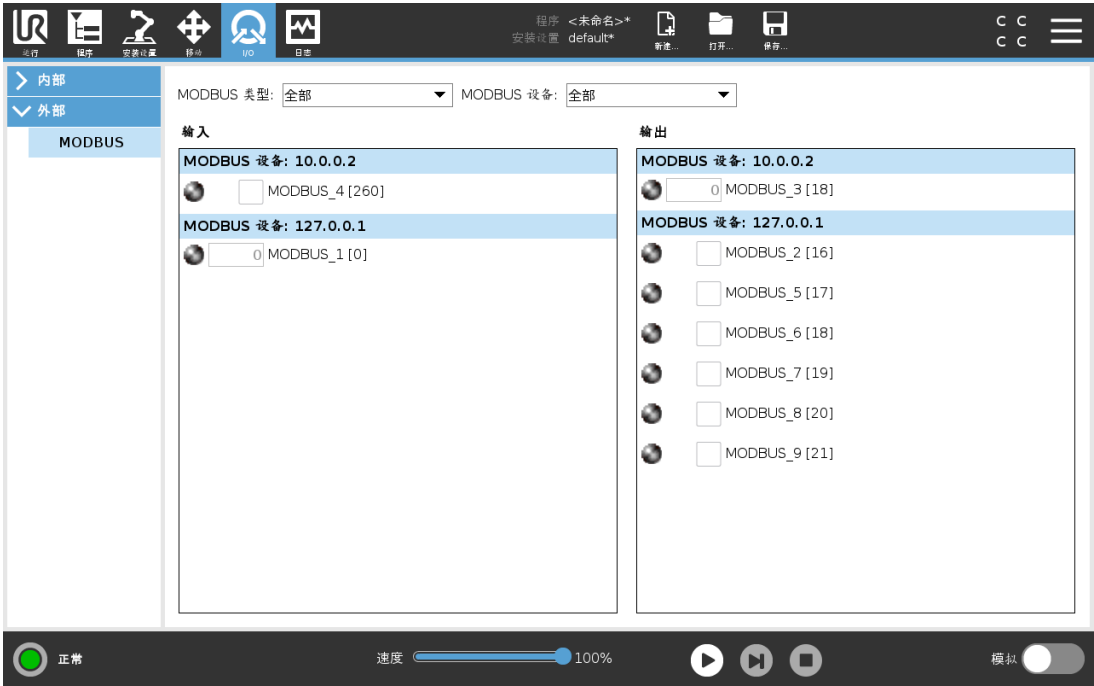 程序 <未命名>*
安装设置 default*
运行 程序 安装设置 移动 I/O 日志 新建... 打开... 保存...
C C
C C
内部
外部
MODBUS
MODBUS 类型: 全部 MODBUS 设备: 全部
输入
MODBUS 设备: 10.0.0.2
MODBUS_4 [260]
MODBUS 设备: 127.0.0.1
0 MODBUS_1 [0]
输出
MODBUS 设备: 10.0.0.2
0 MODBUS_3 [18]
MODBUS 设备: 127.0.0.1
MODBUS_2 [16]
MODBUS_5 [17]
MODBUS_6 [18]
MODBUS_7 [19]
MODBUS_8 [20]
MODBUS_9 [21]
正常 速度 100% 模拟